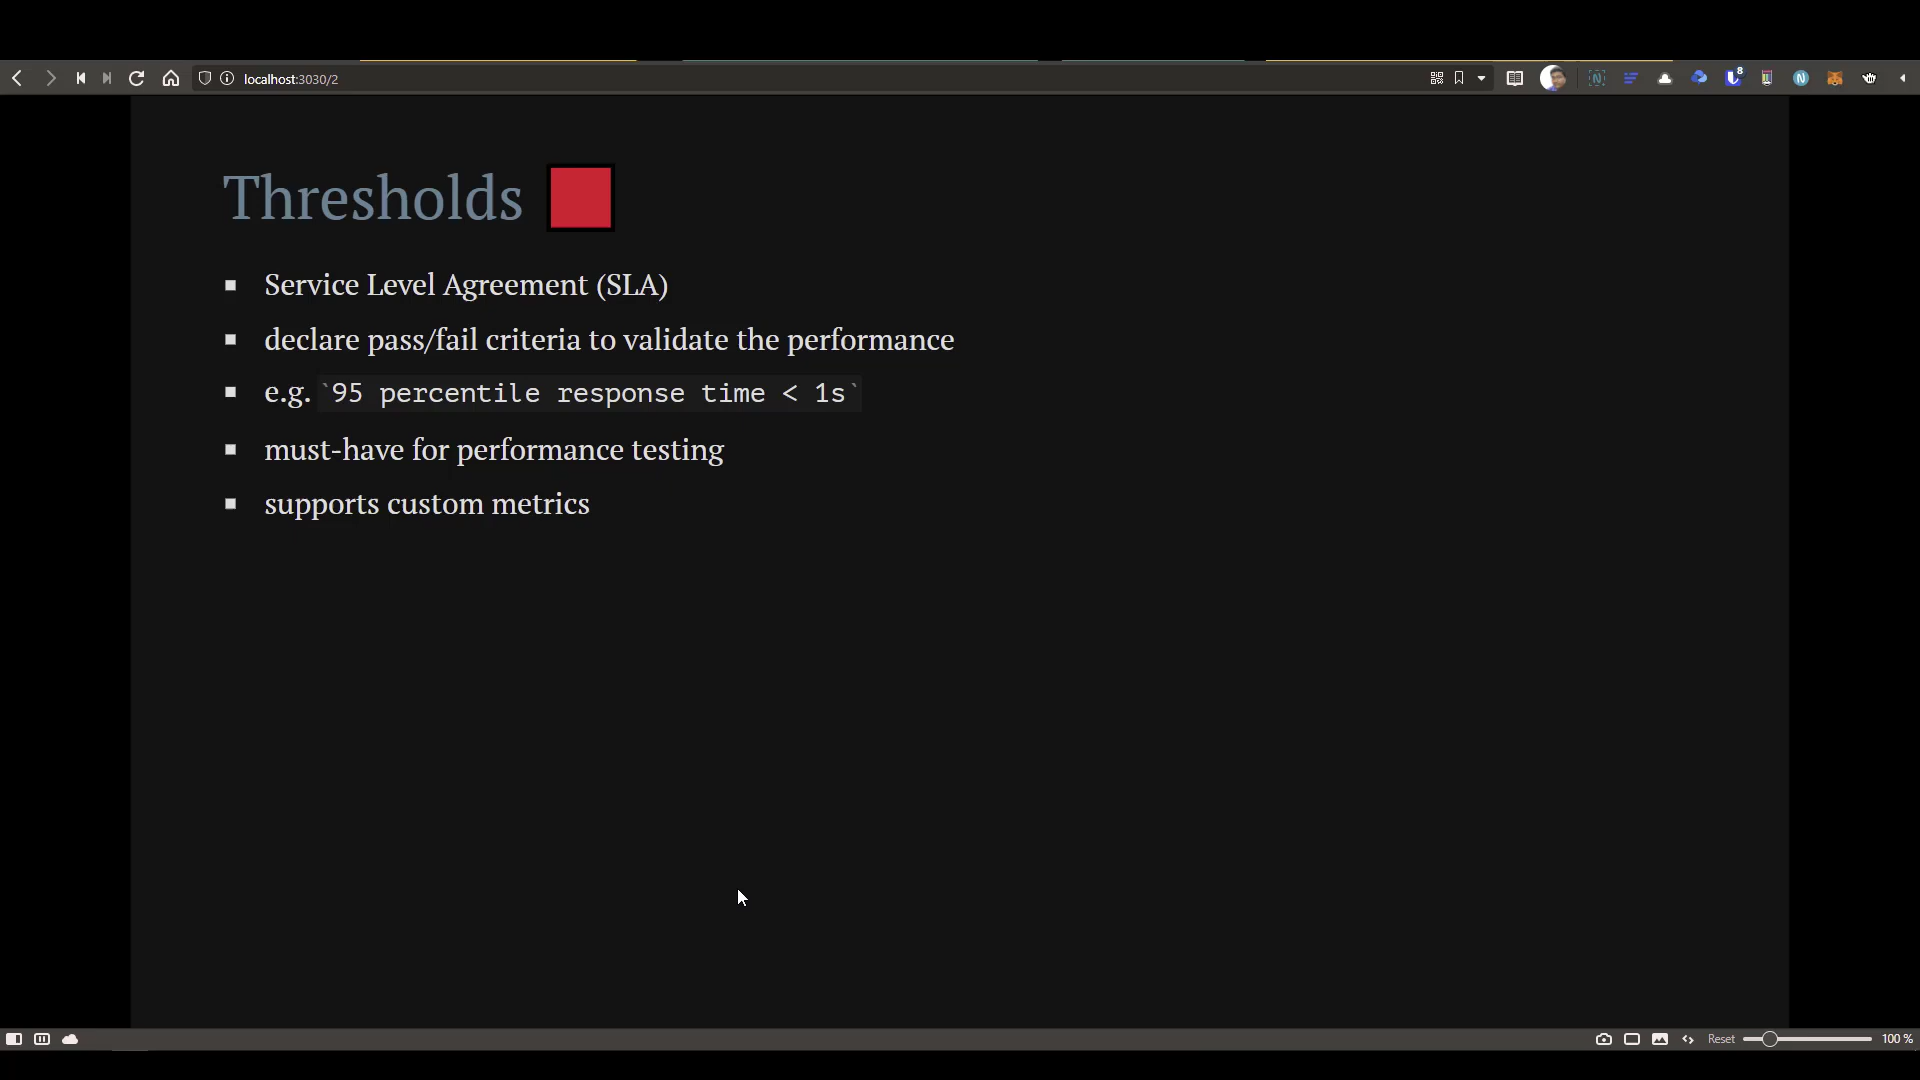 localhost:3030/2
8
Thresholds
Service Level Agreement (SLA)
declare pass/fail criteria to validate the performance
e.g. `95 percentile response time < 1s`
must-have for performance testing
supports custom metrics
Reset 100 %